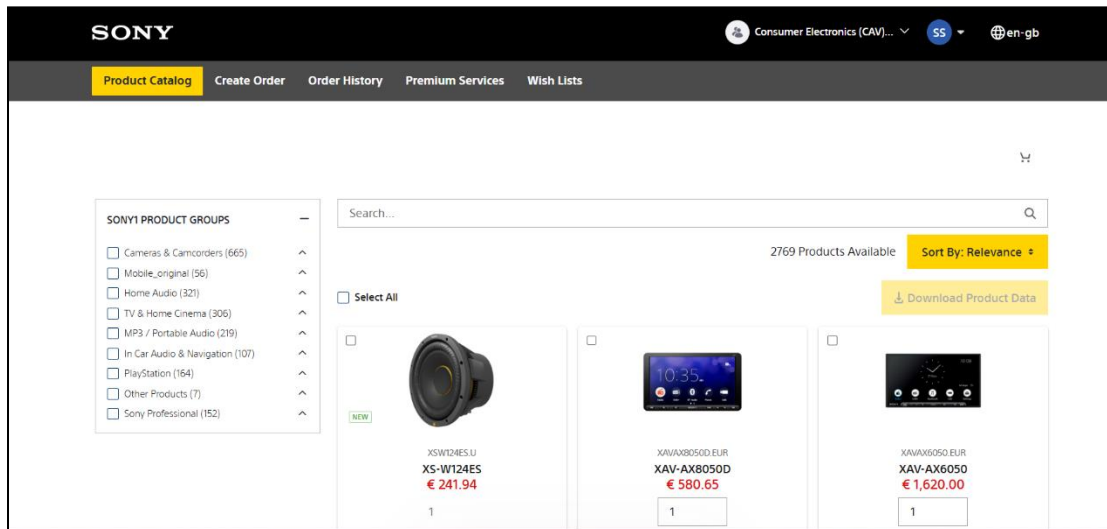 SONY
Consumer Electronics (CAV)...
SS
en-gb
Product Catalog
Create Order
Order History
Premium Services
Wish Lists
SONY1 PRODUCT GROUPS
Cameras & Camcorders (665)
Mobile_original (56)
Home Audio (321)
TV & Home Cinema (306)
MP3 / Portable Audio (219)
In Car Audio & Navigation (107)
PlayStation (164)
Other Products (7)
Sony Professional (152)
Search...
2769 Products Available
Sort By: Relevance
Select All
Download Product Data
NEW
XSW124ES.U
XS-W124ES
€ 241.94
1
10:35
XAVAX8050D.EUR
XAV-AX8050D
€ 580.65
1
XAVAX6050.EUR
XAV-AX6050
€ 1,620.00
1